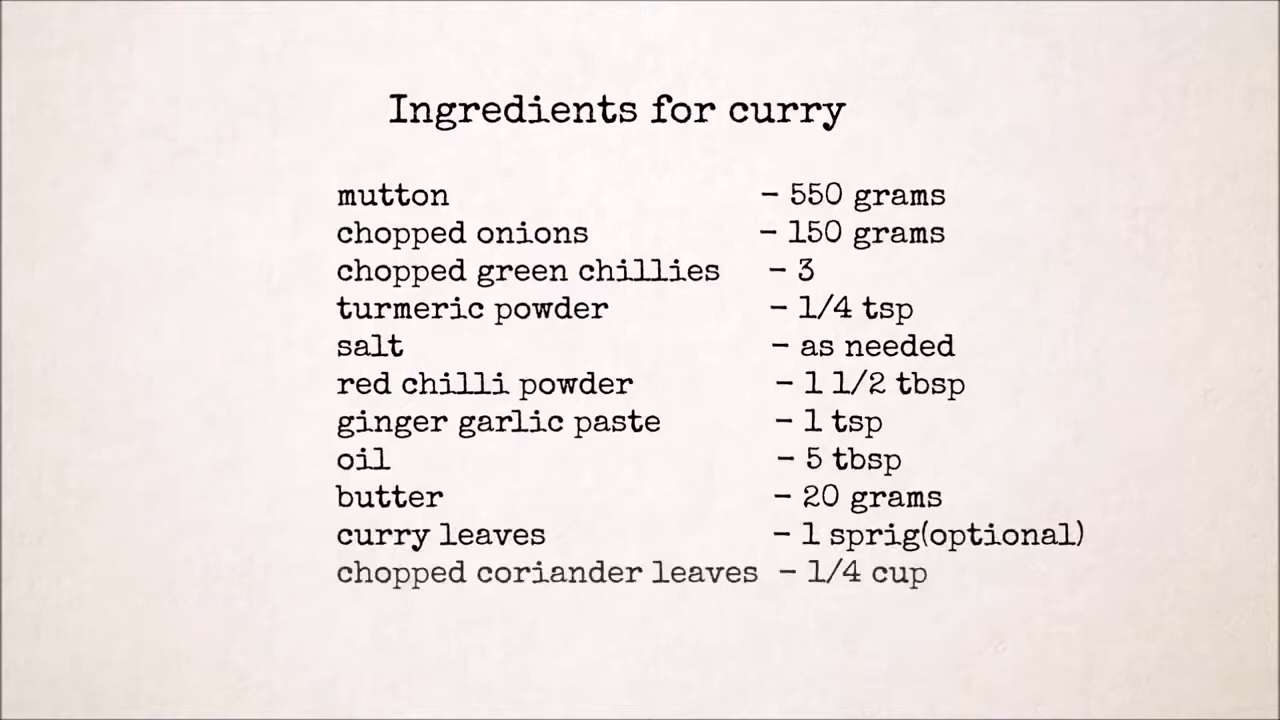 Ingredients for curry
mutton - 550 grams
chopped onions - 150 grams
chopped green chillies - 3
turmeric powder - 1/4 tsp
salt - as needed
red chilli powder - 1 1/2 tbsp
ginger garlic paste - 1 tsp
oil - 5 tbsp
butter - 20 grams
curry leaves - 1 sprig(optional)
chopped coriander leaves - 1/4 cup